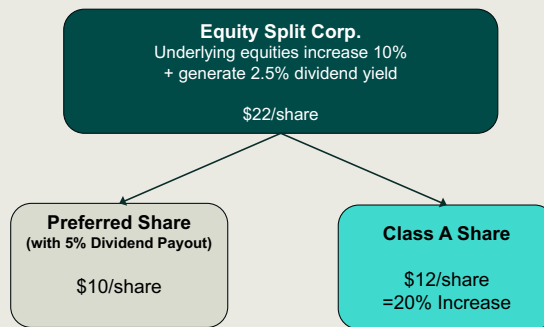 Equity Split Corp.
Underlying equities increase 10%
+ generate 2.5% dividend yield
$22/share
Preferred Share
(with 5% Dividend Payout)
$10/share
Class A Share
$12/share
=20% Increase